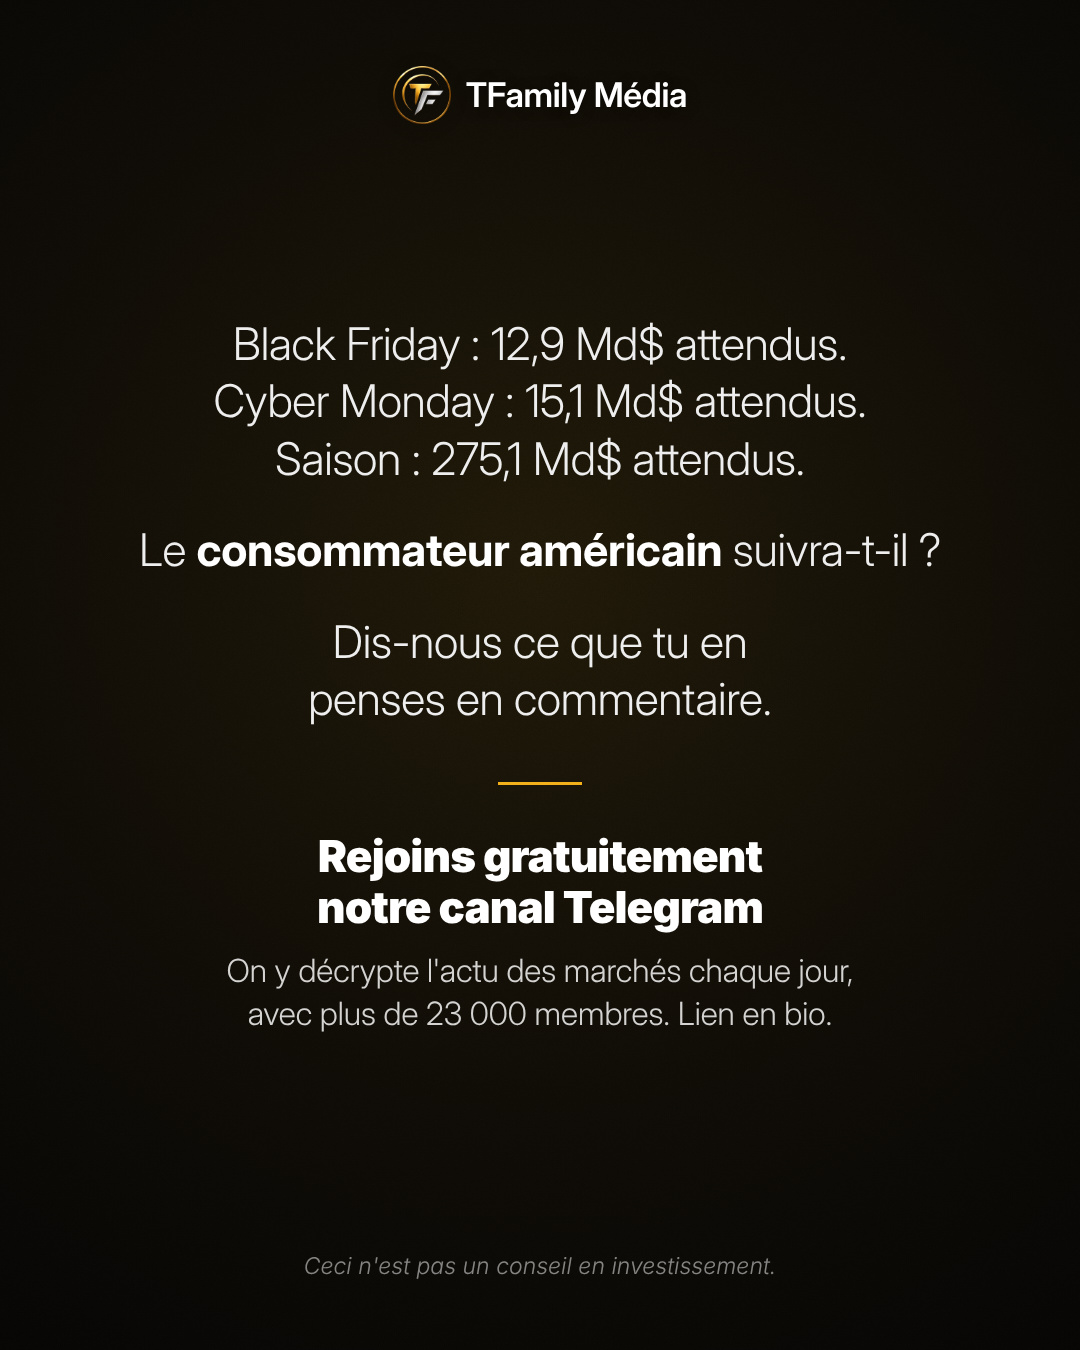 TF TFamily Média
Black Friday : 12,9 Md$ attendus.
Cyber Monday : 15,1 Md$ attendus.
Saison : 275,1 Md$ attendus.
Le consommateur américain suivra-t-il ?
Dis-nous ce que tu en
penses en commentaire.
Rejoins gratuitement
notre canal Telegram
On y décrypte l'actu des marchés chaque jour,
avec plus de 23 000 membres. Lien en bio.
Ceci n'est pas un conseil en investissement.